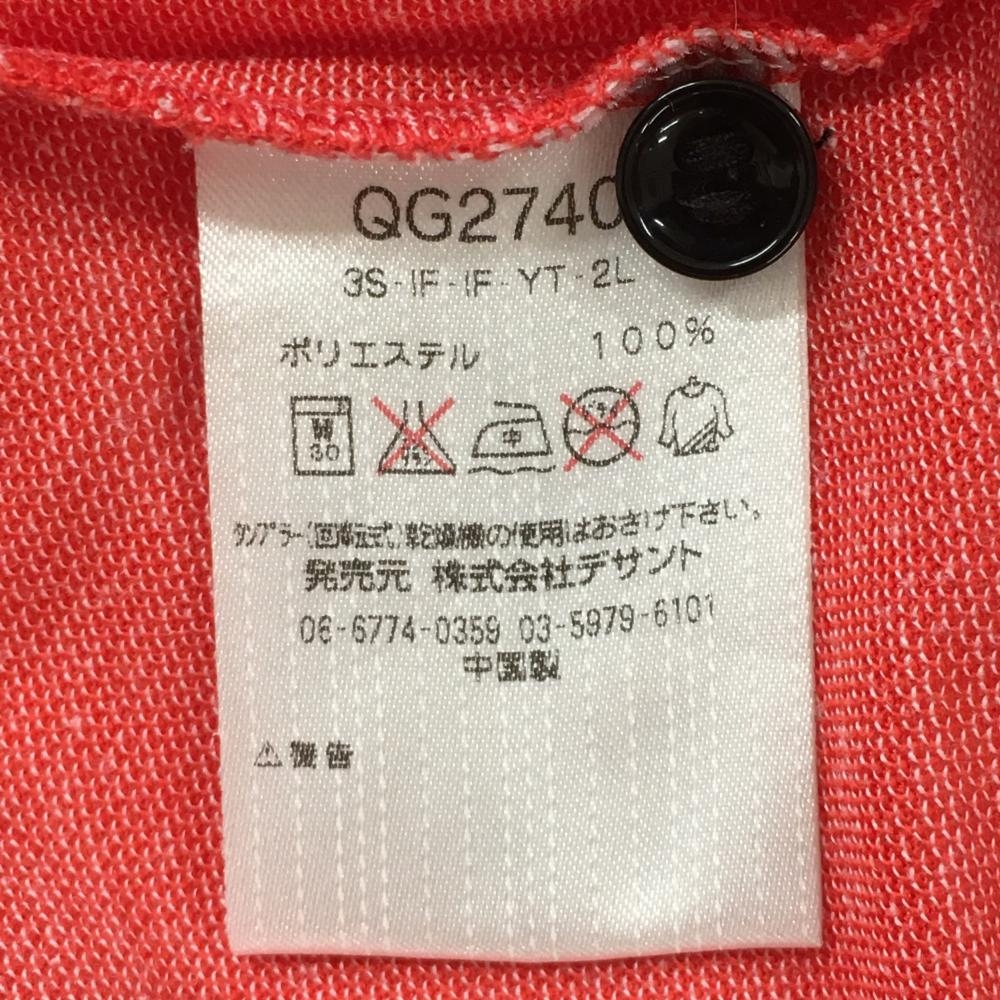 QG2740
3S-IF-IF-YT-2L
ポリエステル 100%
W 30 中
タンブラー(回転式)乾燥機の使用はおさけ下さい。
発売元 株式会社デサント
06-6774-0359 03-5979-6101
中国製
⚠警告